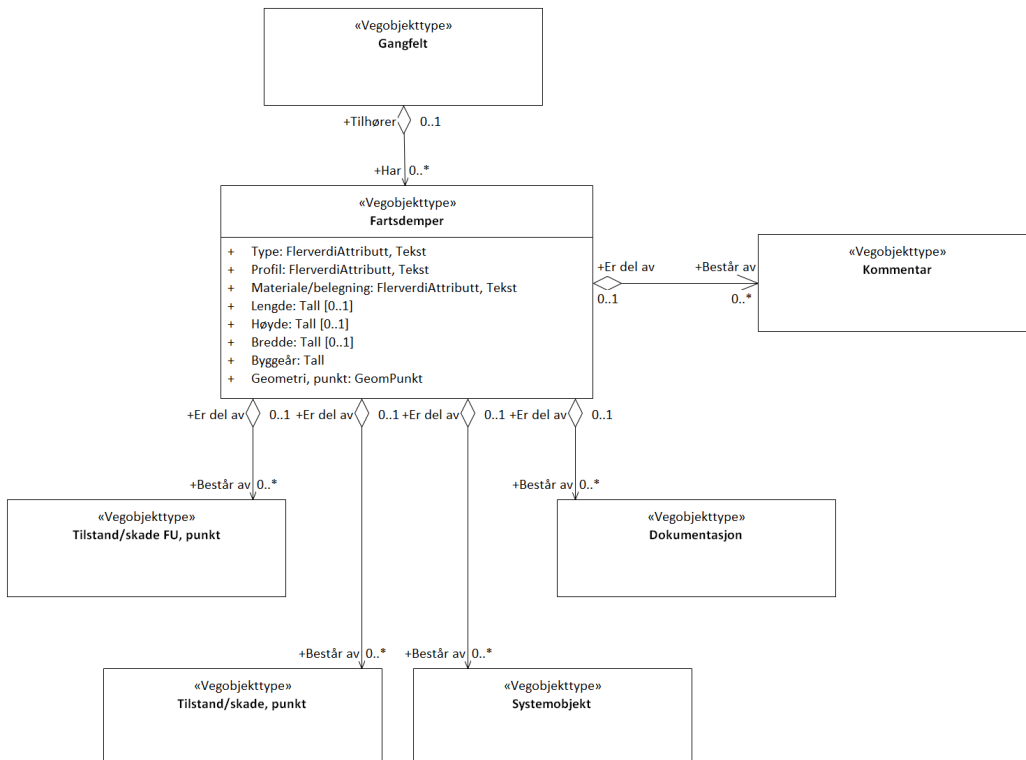 «Vegobjekttype»
Gangfelt
+Tilhører 0..1
+Har 0..*
«Vegobjekttype»
Fartsdemper
+ Type: FlerverdiAttributt, Tekst
+ Profil: FlerverdiAttributt, Tekst
+ Materiale/belegning: FlerverdiAttributt, Tekst
+ Lengde: Tall [0..1]
+ Høyde: Tall [0..1]
+ Bredde: Tall [0..1]
+ Byggeår: Tall
+ Geometri, punkt: GeomPunkt
+Er del av +Består av
0..1 0..*
«Vegobjekttype»
Kommentar
+Er del av 0..1 +Er del av 0..1 +Er del av 0..1 +Er del av 0..1
+Består av 0..* +Består av 0..*
«Vegobjekttype»
Tilstand/skade FU, punkt
«Vegobjekttype»
Dokumentasjon
+Består av 0..* +Består av 0..*
«Vegobjekttype»
Tilstand/skade, punkt
«Vegobjekttype»
Systemobjekt